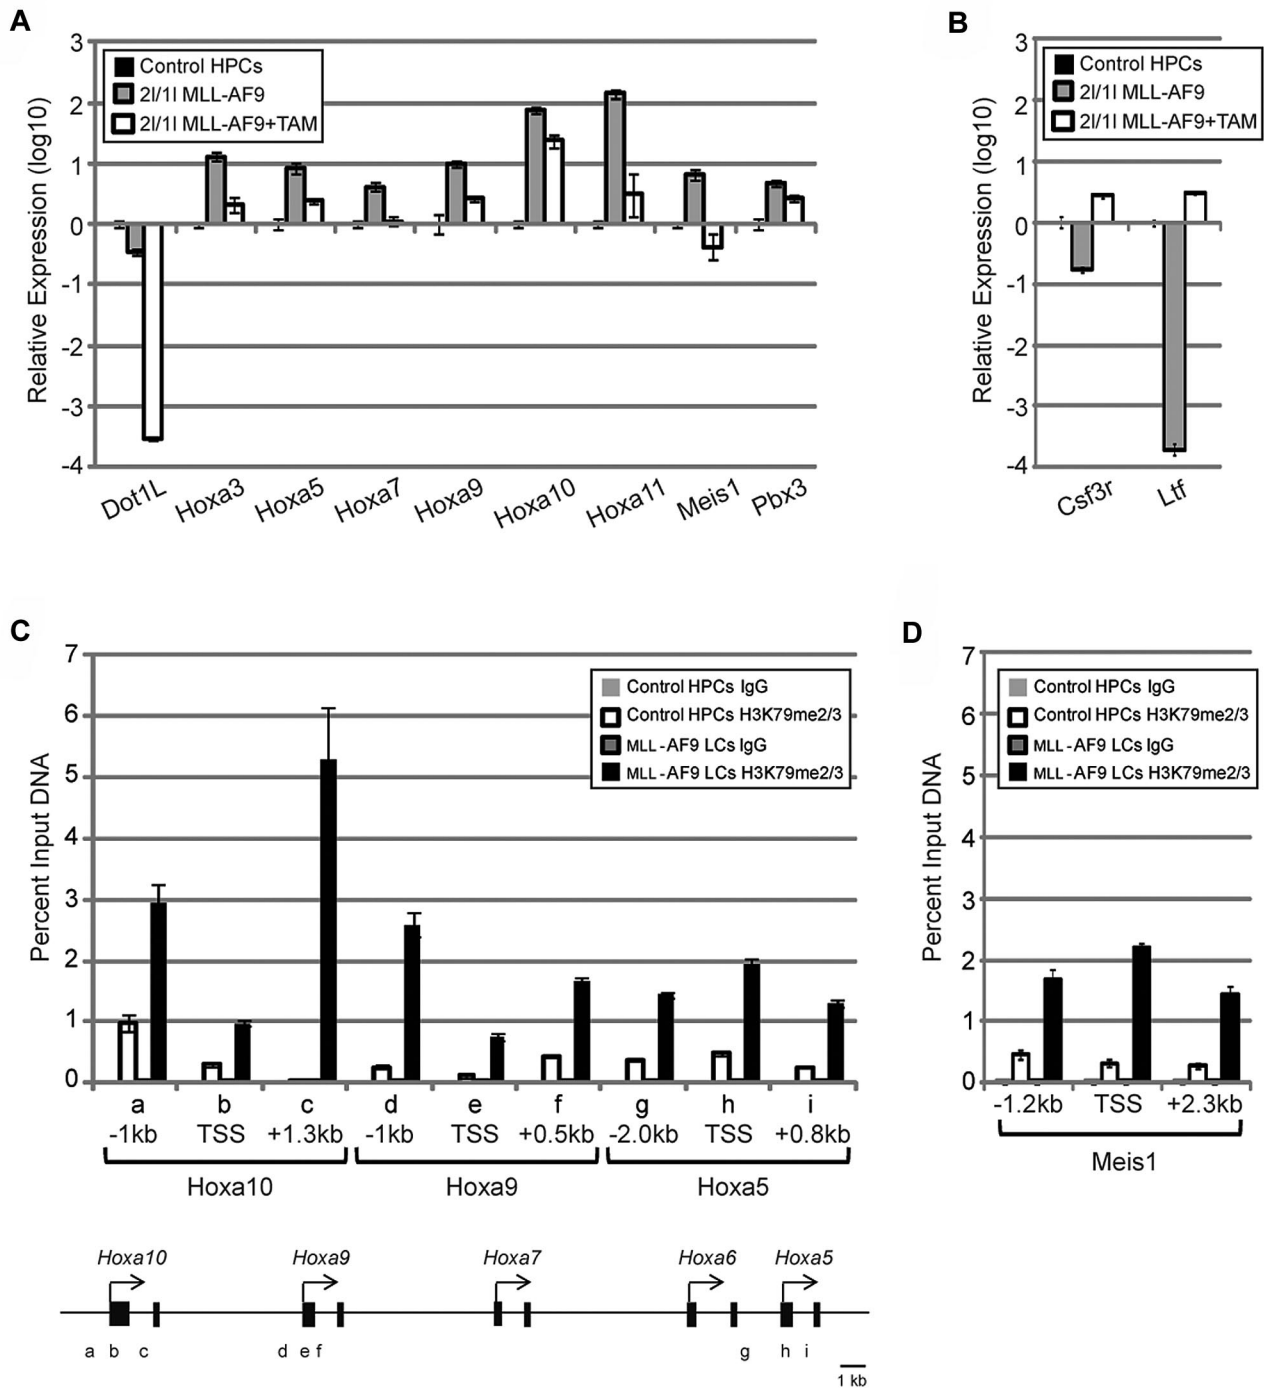 A
3
2
1
0
-1
-2
-3
-4
Relative Expression (log10)
Control HPCs
2l/1l MLL-AF9
2l/1l MLL-AF9+TAM
Dot1L Hoxa3 Hoxa5 Hoxa7 Hoxa9 Hoxa10 Hoxa11 Meis1 Pbx3
B
3
2
1
0
-1
-2
-3
-4
Relative Expression (log10)
Control HPCs
2l/1l MLL-AF9
2l/1l MLL-AF9+TAM
Csf3r Ltf
C
7
6
5
4
3
2
1
0
Percent Input DNA
Control HPCs IgG
Control HPCs H3K79me2/3
MLL-AF9 LCs IgG
MLL-AF9 LCs H3K79me2/3
a b c d e f g h i
-1kb TSS +1.3kb -1kb TSS +0.5kb -2.0kb TSS +0.8kb
Hoxa10 Hoxa9 Hoxa5
D
7
6
5
4
3
2
1
0
Percent Input DNA
Control HPCs IgG
Control HPCs H3K79me2/3
MLL-AF9 LCs IgG
MLL-AF9 LCs H3K79me2/3
-1.2kb TSS +2.3kb
Meis1
Hoxa10 Hoxa9 Hoxa7 Hoxa6 Hoxa5
a b c d e f g h i
1 kb